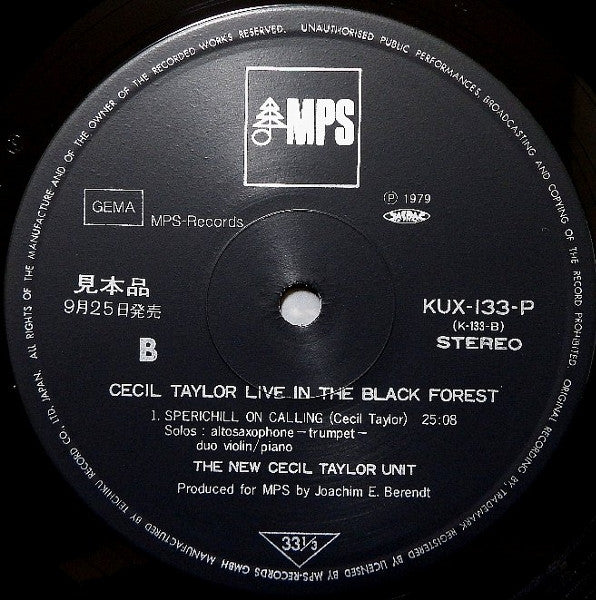 MPS
GEMA
MPS-Records
Ⓟ 1979
見本品
9月25日発売
B
KUX-133-P
(K-133-B)
STEREO
CECIL TAYLOR LIVE IN THE BLACK FOREST
1. SPERICHILL ON CALLING (Cecil Taylor) 25:08
Solos : altosaxophone — trumpet —
duo violin/piano
THE NEW CECIL TAYLOR UNIT
Produced for MPS by Joachim E. Berendt
33 1/3
ALL RIGHTS OF THE MANUFACTURE AND OF THE OWNER OF THE RECORDED WORKS RESERVED. UNAUTHORISED PUBLIC PERFORMANCES, BROADCASTING AND COPYING OF THE RECORD PROHIBITED. ORIGINAL RECORDING BY, TRADEMARK REGISTERED BY, LICENSED BY MPS-RECORDS GMBH. MANUFACTURED BY TEICHIKU RECORD CO., LTD, JAPAN.